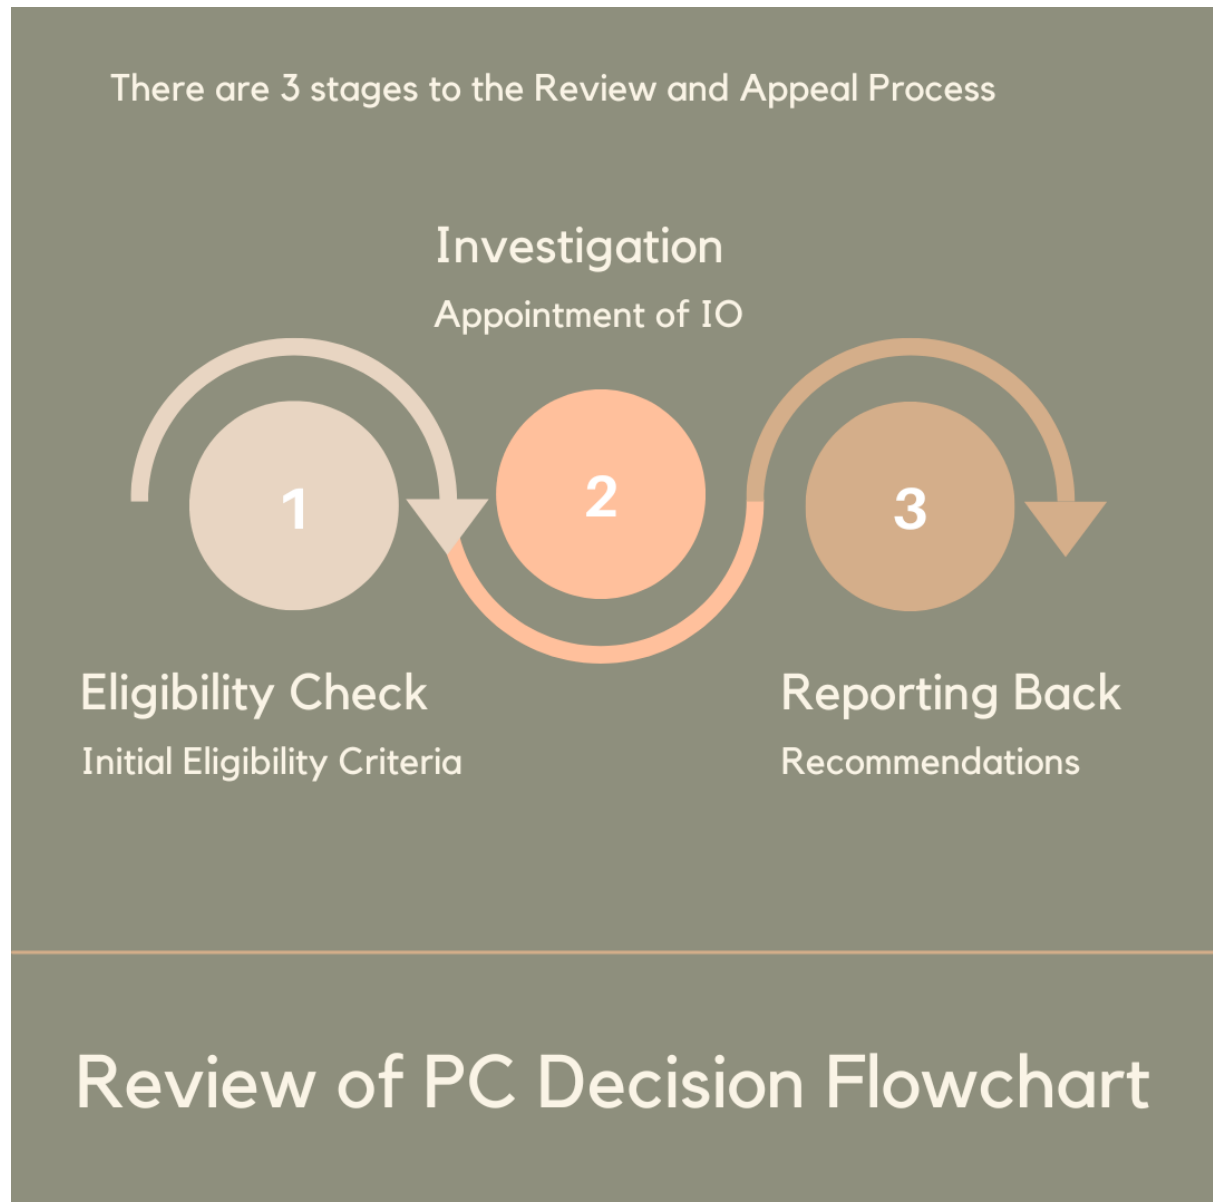 There are 3 stages to the Review and Appeal Process
Investigation
Appointment of IO
1
2
3
Eligibility Check
Initial Eligibility Criteria
Reporting Back
Recommendations
Review of PC Decision Flowchart